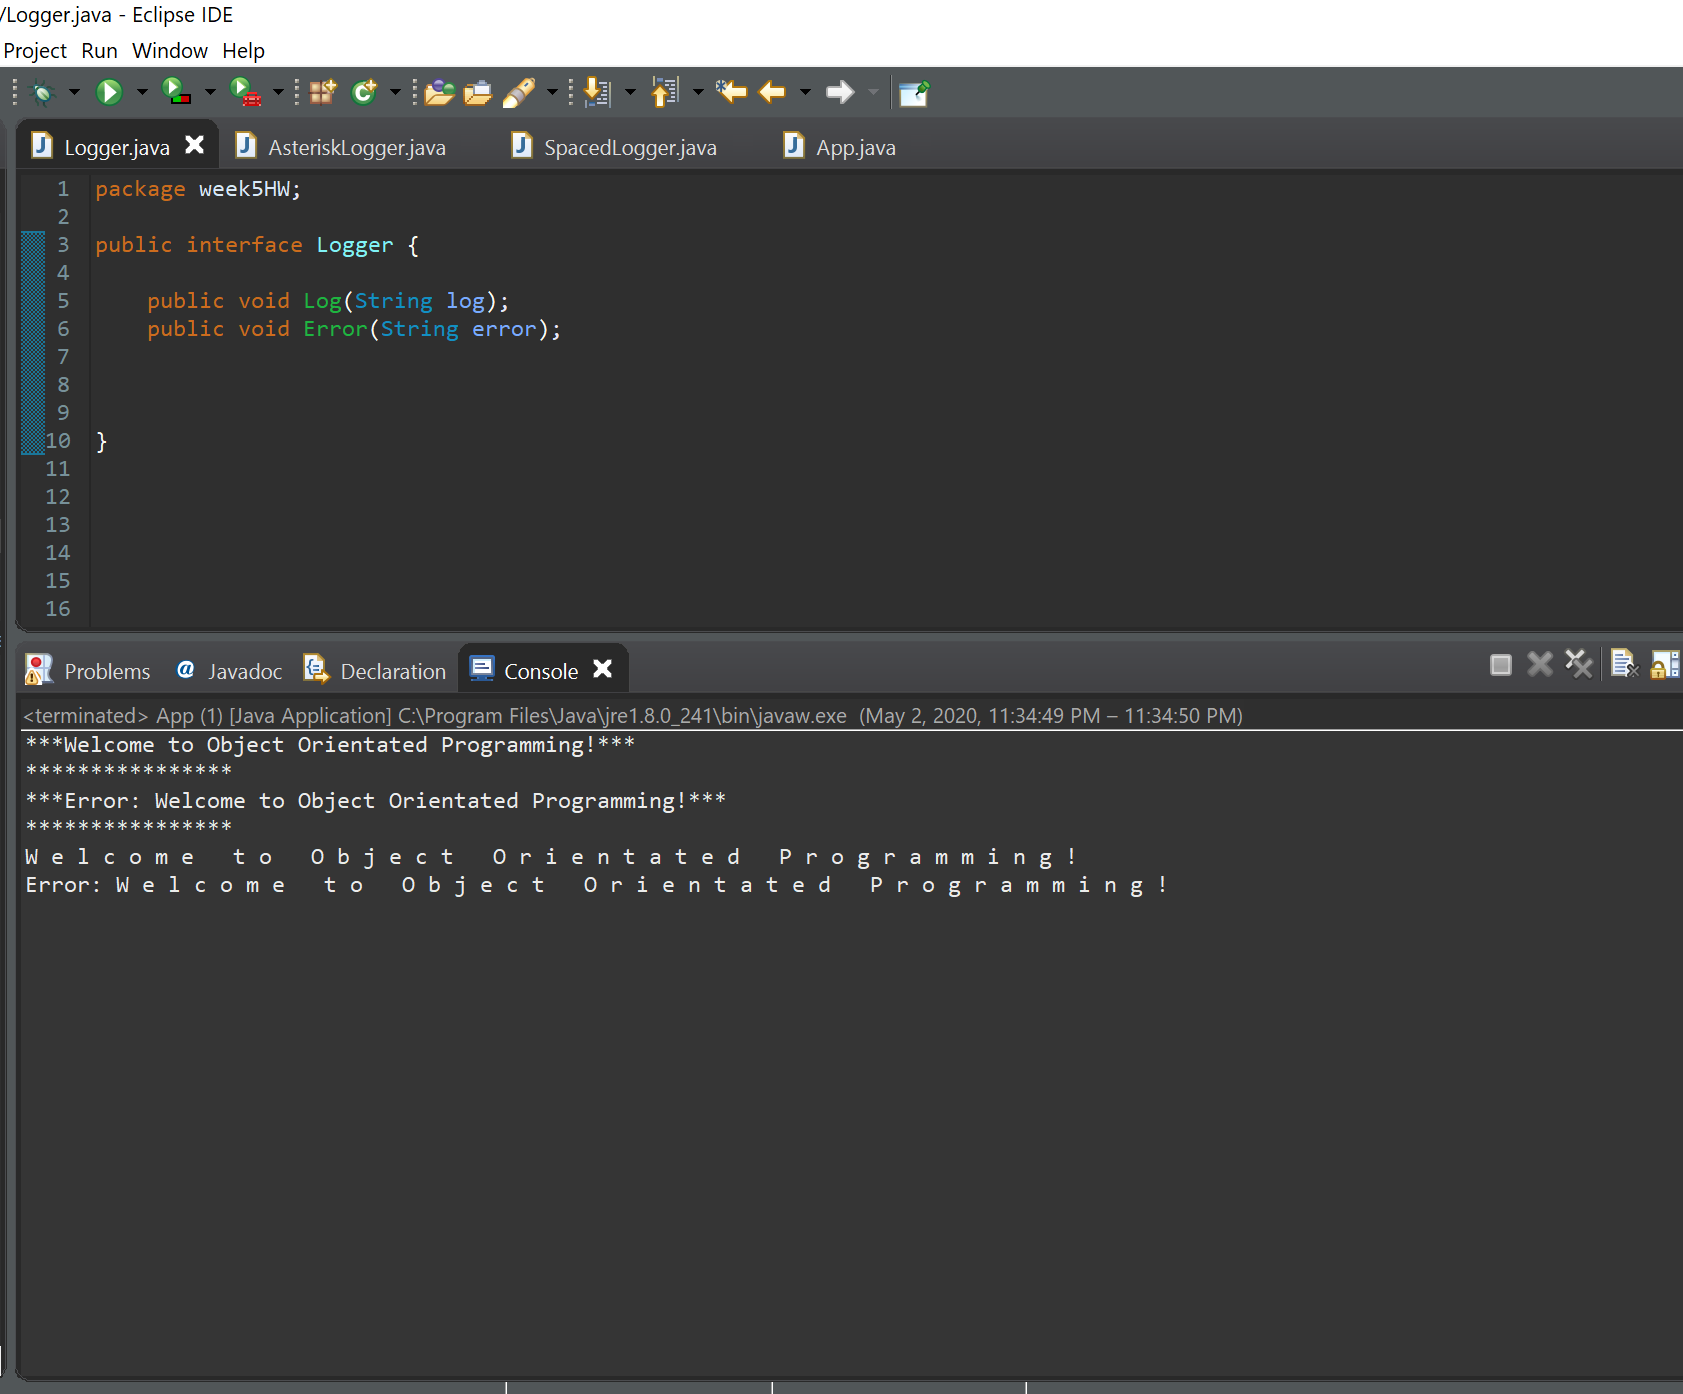 /Logger.java - Eclipse IDE
Project Run Window Help
Logger.java AsteriskLogger.java SpacedLogger.java App.java
1 package week5HW;
2
3 public interface Logger {
4
5 public void Log(String log);
6 public void Error(String error);
7
8
9
10 }
11
12
13
14
15
16
Problems @ Javadoc Declaration Console
<terminated> App (1) [Java Application] C:\Program Files\Java\jre1.8.0_241\bin\javaw.exe (May 2, 2020, 11:34:49 PM – 11:34:50 PM)
***Welcome to Object Orientated Programming!***
****************
***Error: Welcome to Object Orientated Programming!***
****************
W e l c o m e   t o   O b j e c t   O r i e n t a t e d   P r o g r a m m i n g !
Error: W e l c o m e   t o   O b j e c t   O r i e n t a t e d   P r o g r a m m i n g !